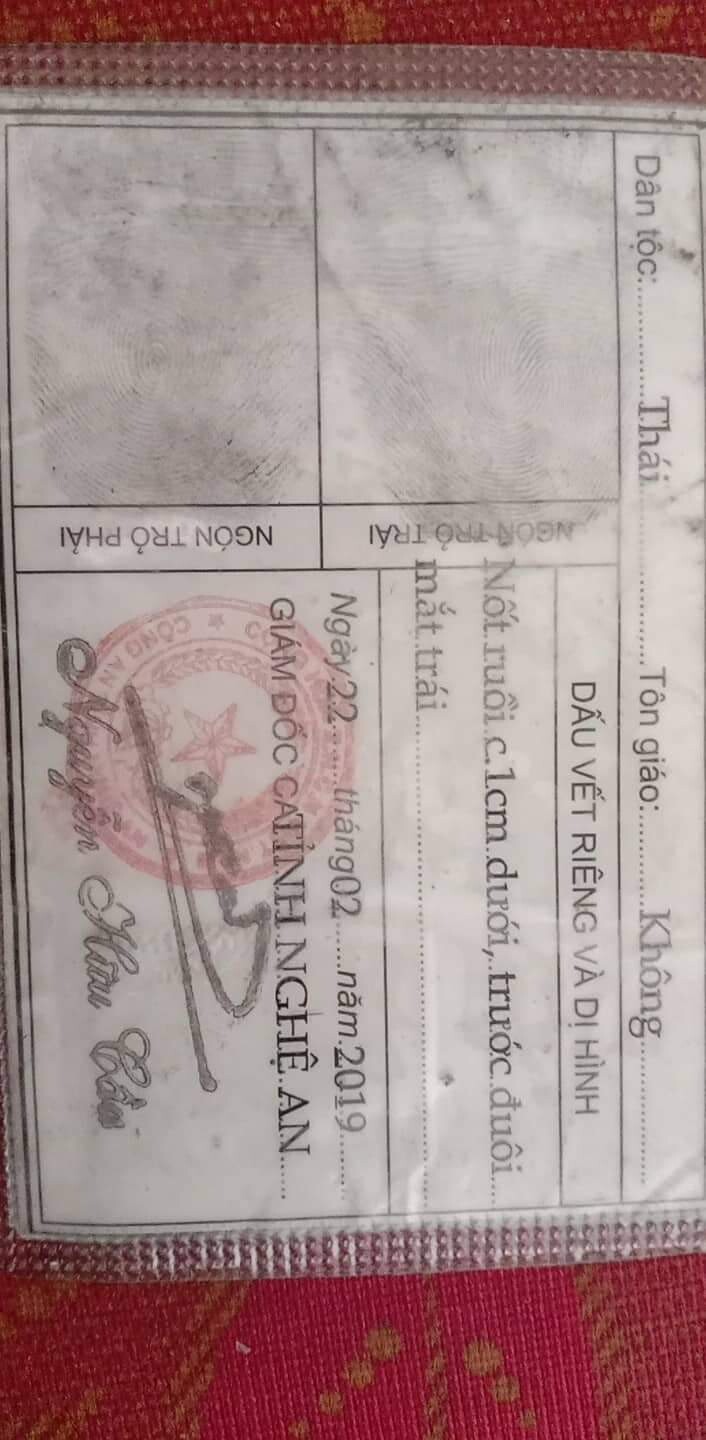 Dân tộc: Thái Tôn giáo: Không
NGÓN TRỎ TRÁI
NGÓN TRỎ PHẢI
DẤU VẾT RIÊNG VÀ DỊ HÌNH
Nốt ruồi c.1cm dưới, trước đuôi
mắt trái
Ngày 22 tháng 02 năm 2019
GIÁM ĐỐC CA TỈNH NGHỆ AN
CÔNG AN
Nguyễn Hữu Cầu